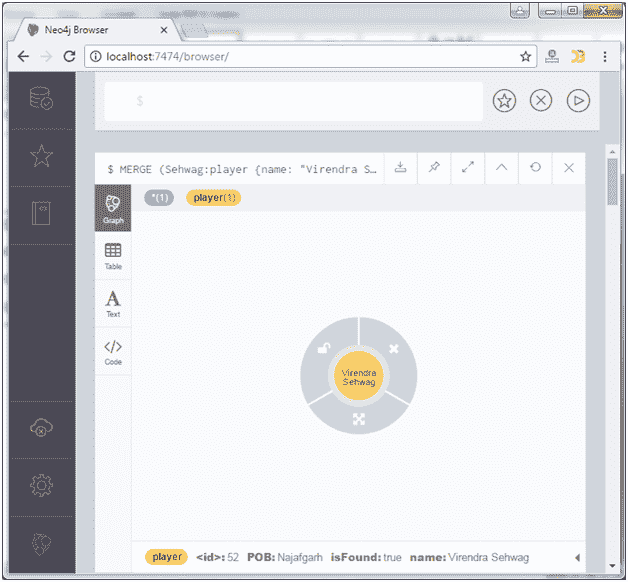 Neo4j Browser
localhost:7474/browser/
$
$ MERGE (Sehwag:player {name: "Virendra S…
*(1) player(1)
Graph
Table
Text
Code
Virendra
Sehwag
player <id>: 52 POB: Najafgarh isFound: true name: Virendra Sehwag